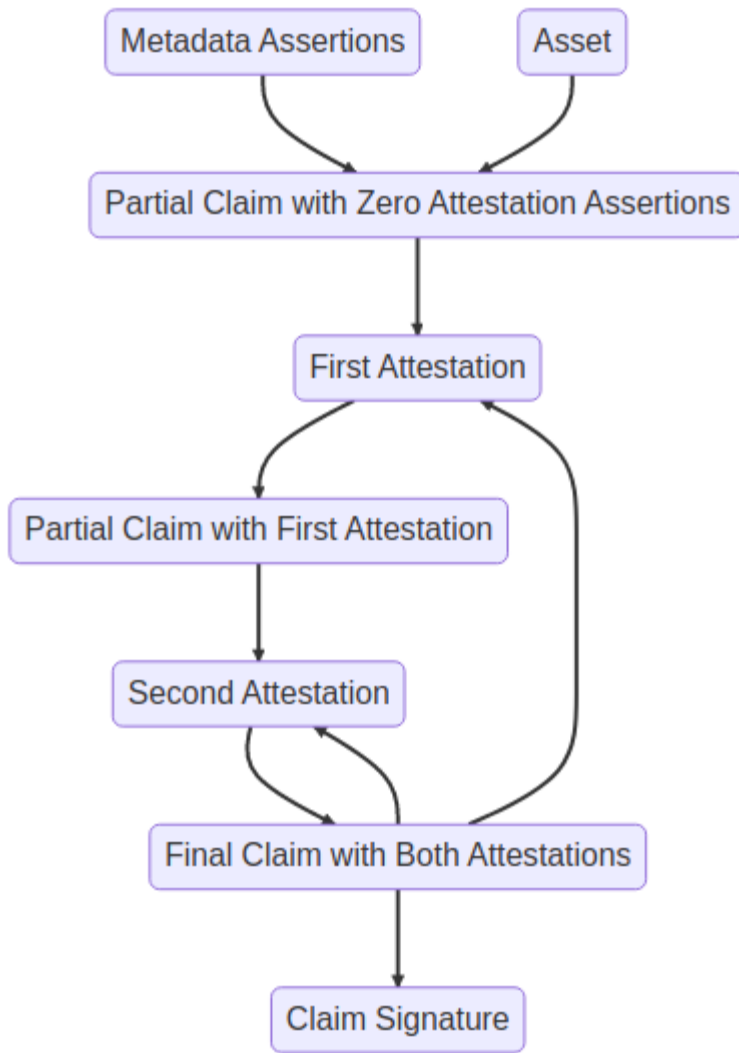 Metadata Assertions
Asset
Partial Claim with Zero Attestation Assertions
First Attestation
Partial Claim with First Attestation
Second Attestation
Final Claim with Both Attestations
Claim Signature